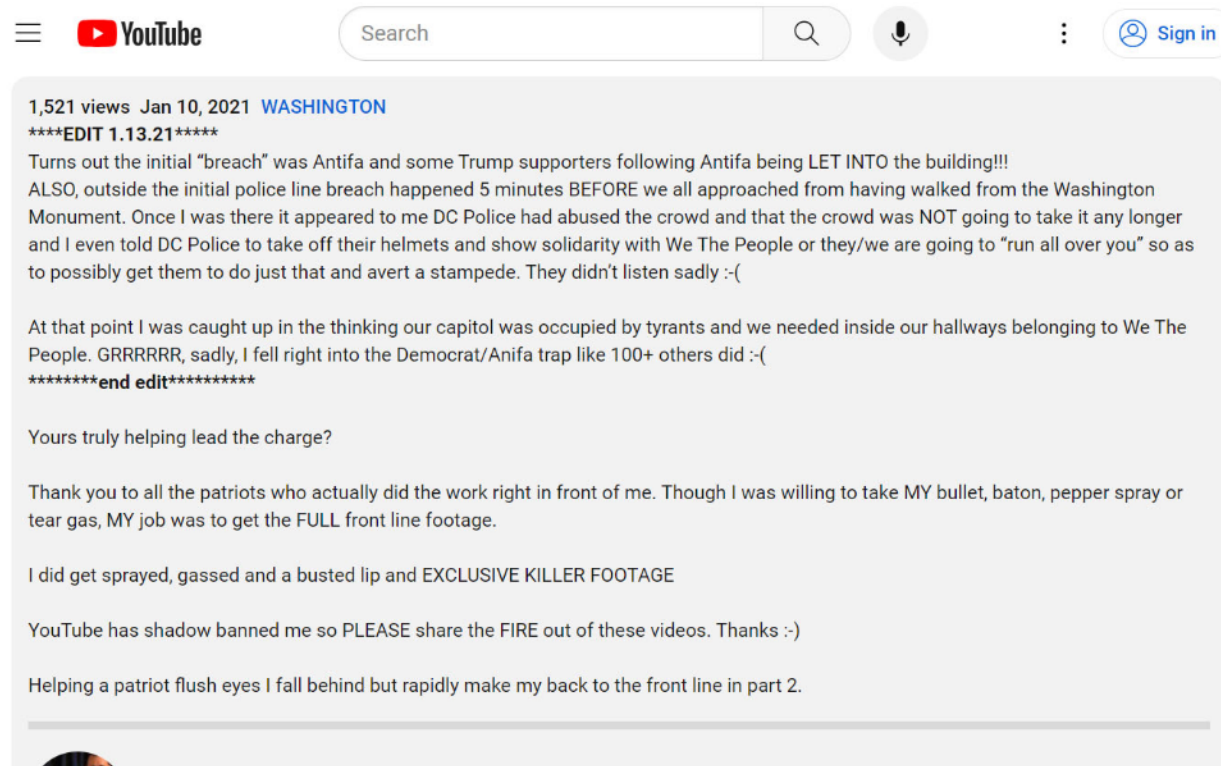 YouTube
Search
Sign in
1,521 views Jan 10, 2021 WASHINGTON
****EDIT 1.13.21*****
Turns out the initial “breach” was Antifa and some Trump supporters following Antifa being LET INTO the building!!!
ALSO, outside the initial police line breach happened 5 minutes BEFORE we all approached from having walked from the Washington
Monument. Once I was there it appeared to me DC Police had abused the crowd and that the crowd was NOT going to take it any longer
and I even told DC Police to take off their helmets and show solidarity with We The People or they/we are going to “run all over you” so as
to possibly get them to do just that and avert a stampede. They didn’t listen sadly :-(
At that point I was caught up in the thinking our capitol was occupied by tyrants and we needed inside our hallways belonging to We The
People. GRRRRRR, sadly, I fell right into the Democrat/Anifa trap like 100+ others did :-(
********end edit**********
Yours truly helping lead the charge?
Thank you to all the patriots who actually did the work right in front of me. Though I was willing to take MY bullet, baton, pepper spray or
tear gas, MY job was to get the FULL front line footage.
I did get sprayed, gassed and a busted lip and EXCLUSIVE KILLER FOOTAGE
YouTube has shadow banned me so PLEASE share the FIRE out of these videos. Thanks :-)
Helping a patriot flush eyes I fall behind but rapidly make my back to the front line in part 2.